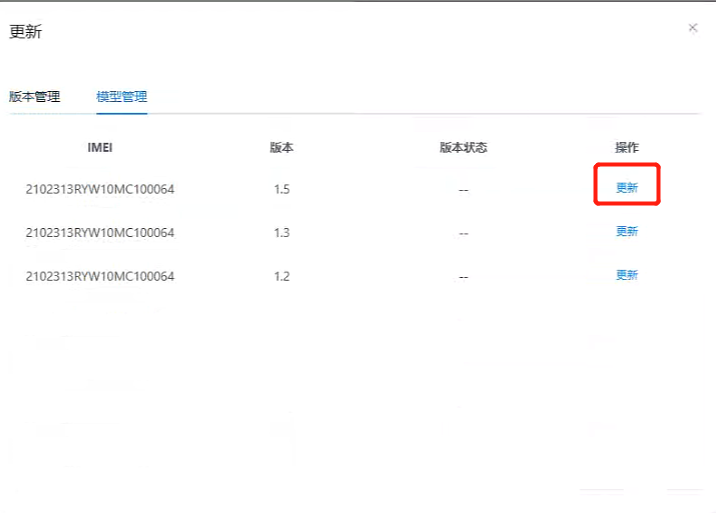 更新
版本管理 模型管理
IMEI 版本 版本状态 操作
2102313RYW10MC100064 1.5 -- 更新
2102313RYW10MC100064 1.3 -- 更新
2102313RYW10MC100064 1.2 -- 更新